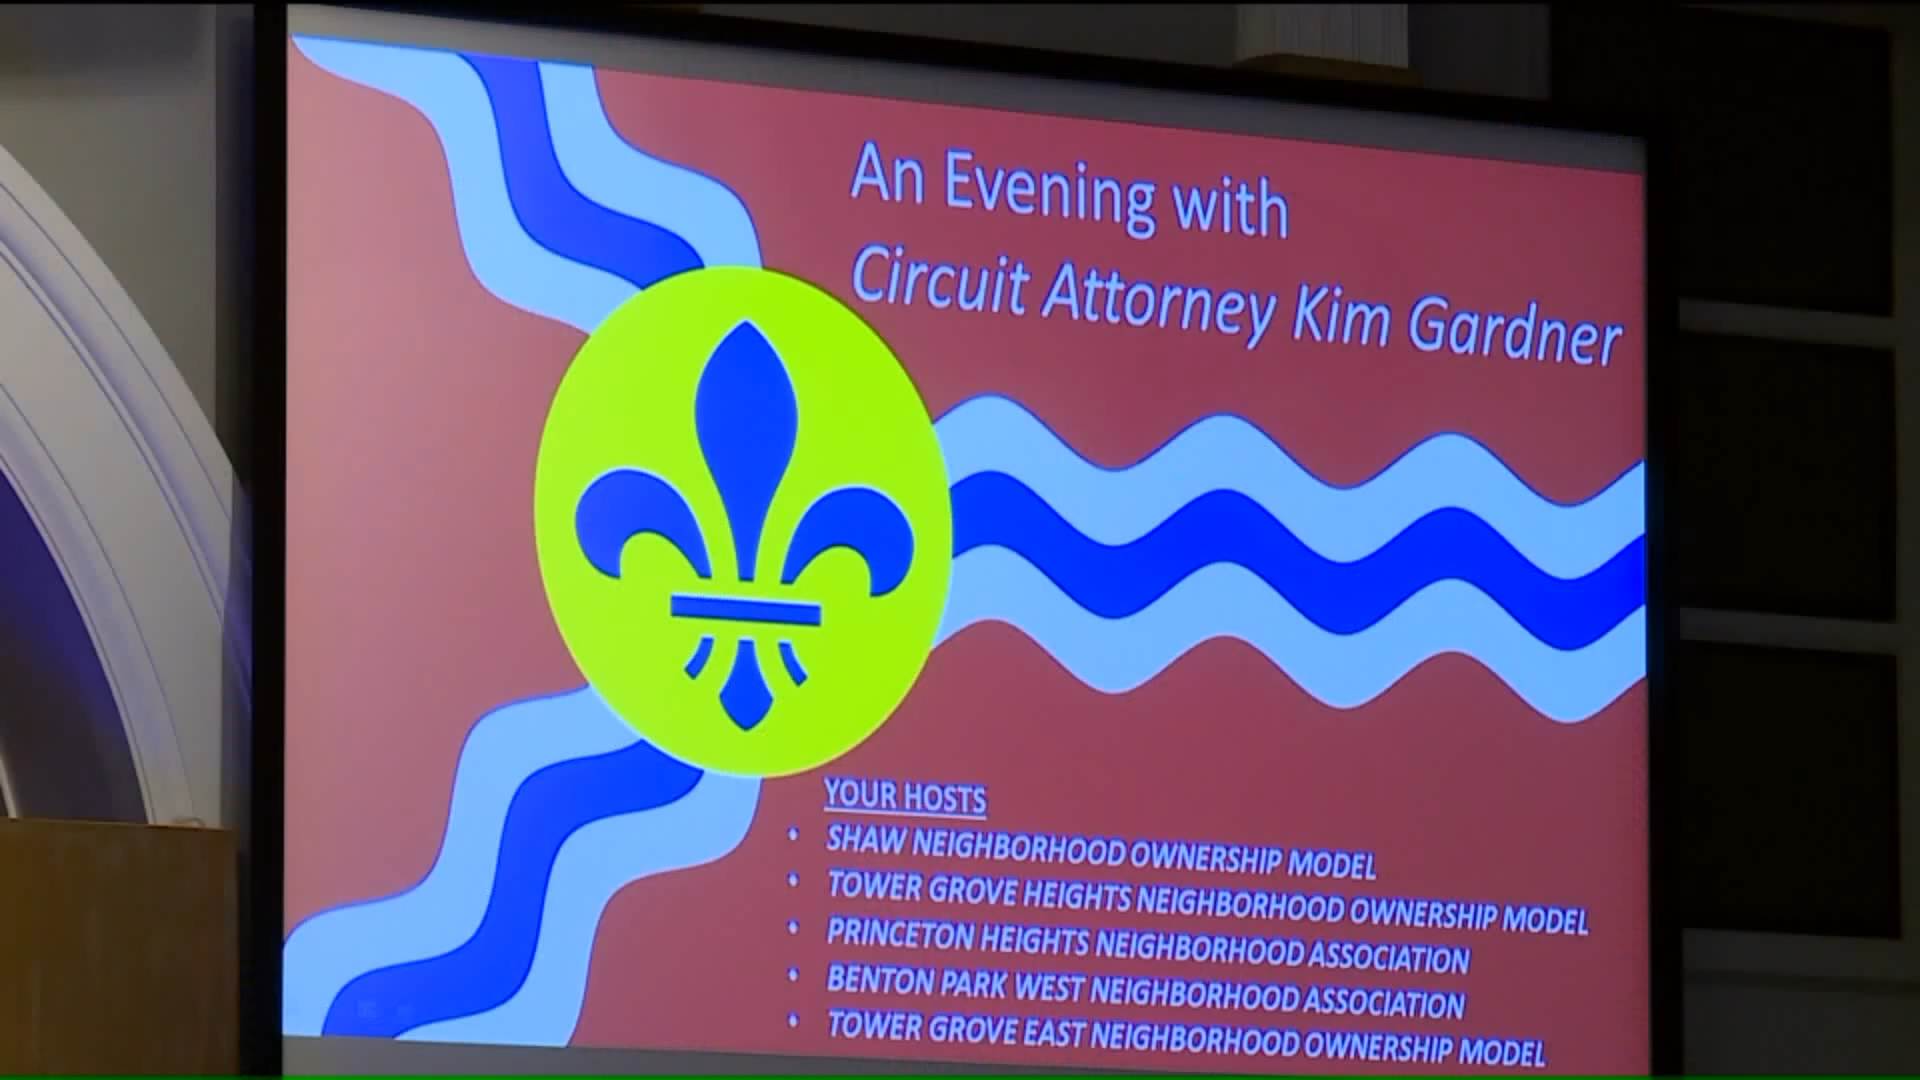 An Evening with
Circuit Attorney Kim Gardner
YOUR HOSTS
• SHAW NEIGHBORHOOD OWNERSHIP MODEL
• TOWER GROVE HEIGHTS NEIGHBORHOOD OWNERSHIP MODEL
• PRINCETON HEIGHTS NEIGHBORHOOD ASSOCIATION
• BENTON PARK WEST NEIGHBORHOOD ASSOCIATION
• TOWER GROVE EAST NEIGHBORHOOD OWNERSHIP MODEL